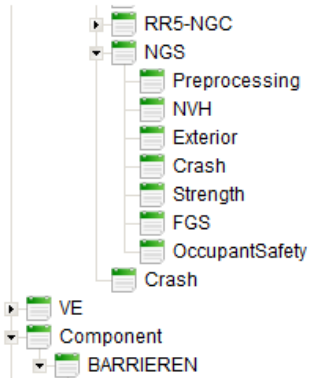 RR5-NGC
NGS
Preprocessing
NVH
Exterior
Crash
Strength
FGS
OccupantSafety
Crash
VE
Component
BARRIEREN